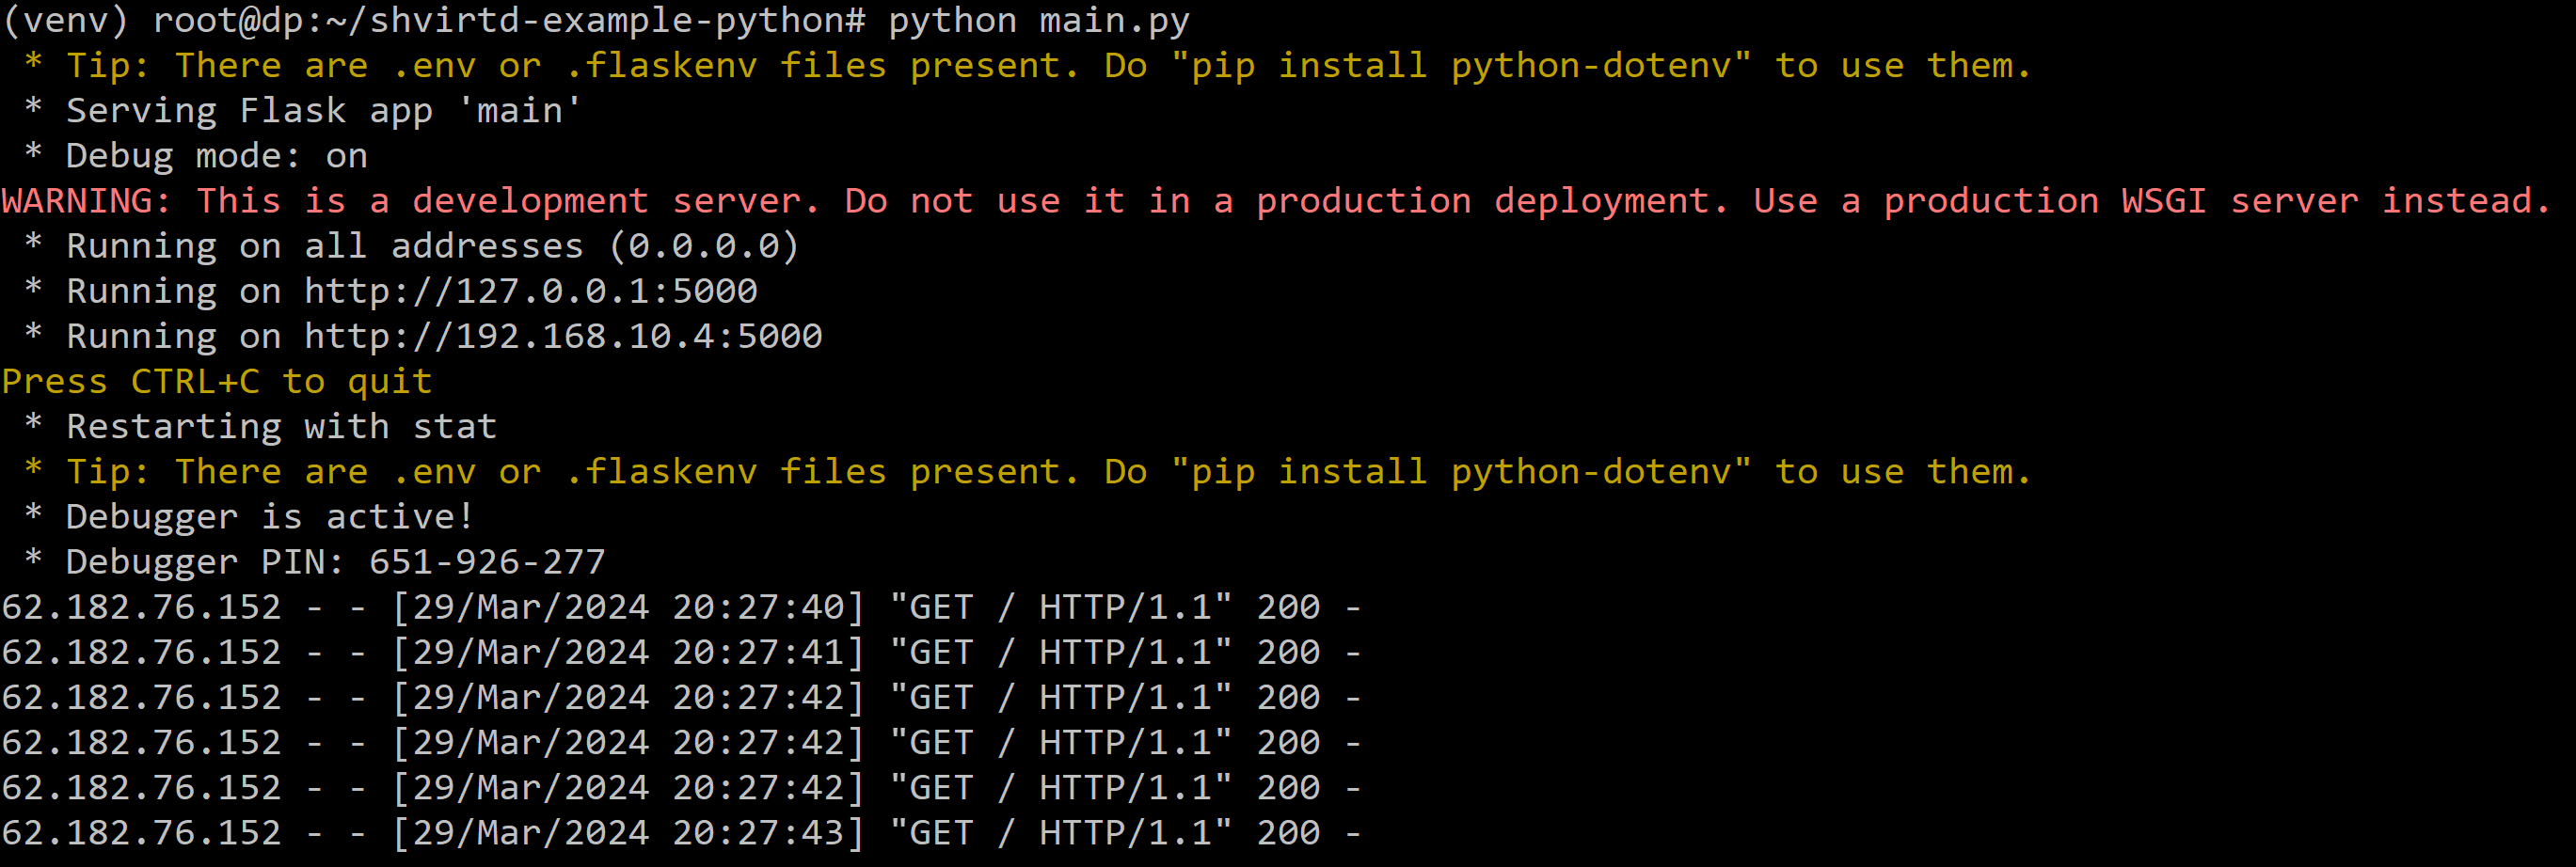 (venv) root@dp:~/shvirtd-example-python# python main.py
 * Tip: There are .env or .flaskenv files present. Do "pip install python-dotenv" to use them.
 * Serving Flask app 'main'
 * Debug mode: on
WARNING: This is a development server. Do not use it in a production deployment. Use a production WSGI server instead.
 * Running on all addresses (0.0.0.0)
 * Running on http://127.0.0.1:5000
 * Running on http://192.168.10.4:5000
Press CTRL+C to quit
 * Restarting with stat
 * Tip: There are .env or .flaskenv files present. Do "pip install python-dotenv" to use them.
 * Debugger is active!
 * Debugger PIN: 651-926-277
62.182.76.152 - - [29/Mar/2024 20:27:40] "GET / HTTP/1.1" 200 -
62.182.76.152 - - [29/Mar/2024 20:27:41] "GET / HTTP/1.1" 200 -
62.182.76.152 - - [29/Mar/2024 20:27:42] "GET / HTTP/1.1" 200 -
62.182.76.152 - - [29/Mar/2024 20:27:42] "GET / HTTP/1.1" 200 -
62.182.76.152 - - [29/Mar/2024 20:27:42] "GET / HTTP/1.1" 200 -
62.182.76.152 - - [29/Mar/2024 20:27:43] "GET / HTTP/1.1" 200 -